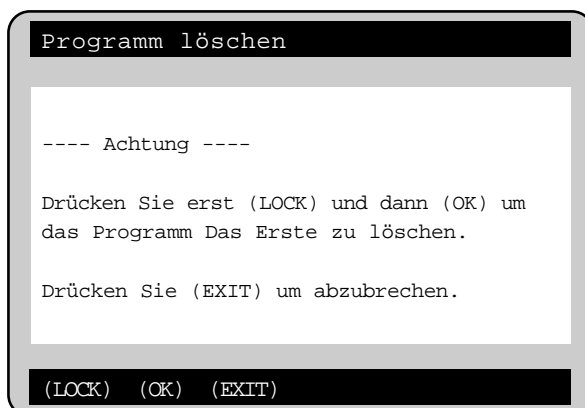 Programm löschen
---- Achtung ----
Drücken Sie erst (LOCK) und dann (OK) um
das Programm Das Erste zu löschen.
Drücken Sie (EXIT) um abzubrechen.
(LOCK) (OK) (EXIT)